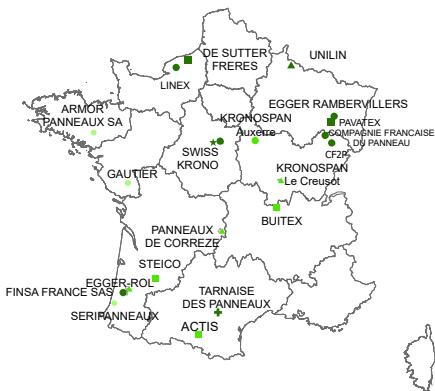 DE SUTTER
FRERES
UNILIN
LINEX
ARMOR
PANNEAUX SA
KRONOSPAN
Auxerre
EGGER RAMBERVILLERS
PAVATEX
COMPAGNIE FRANCAISE
DU PANNEAU
CF2P
SWISS
KRONO
GAUTIER
KRONOSPAN
Le Creusot
BUITEX
PANNEAUX
DE CORREZE
STEICO
EGGER-ROL
FINSA FRANCE SAS
SERIPANNEAUX
TARNAISE
DES PANNEAUX
ACTIS